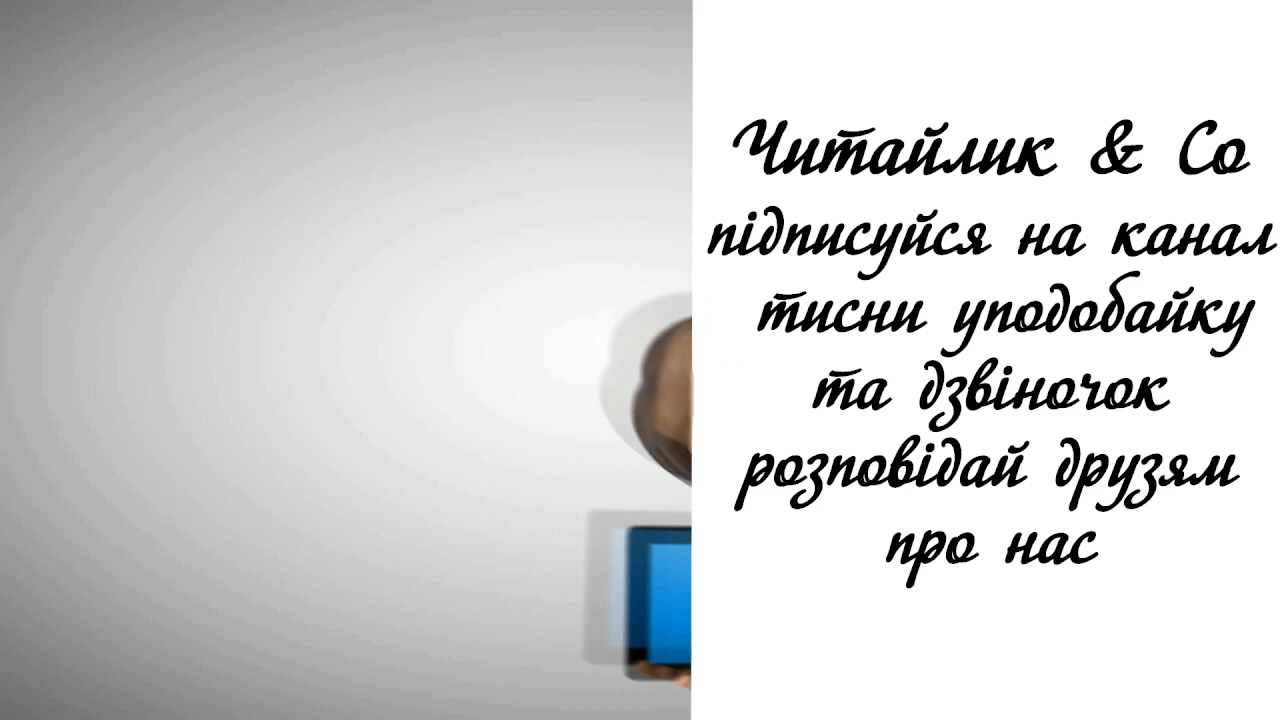 Читайлик & Co
підписуйся на канал
тисни уподобайку
та дзвіночок
розповідай друзям
про нас